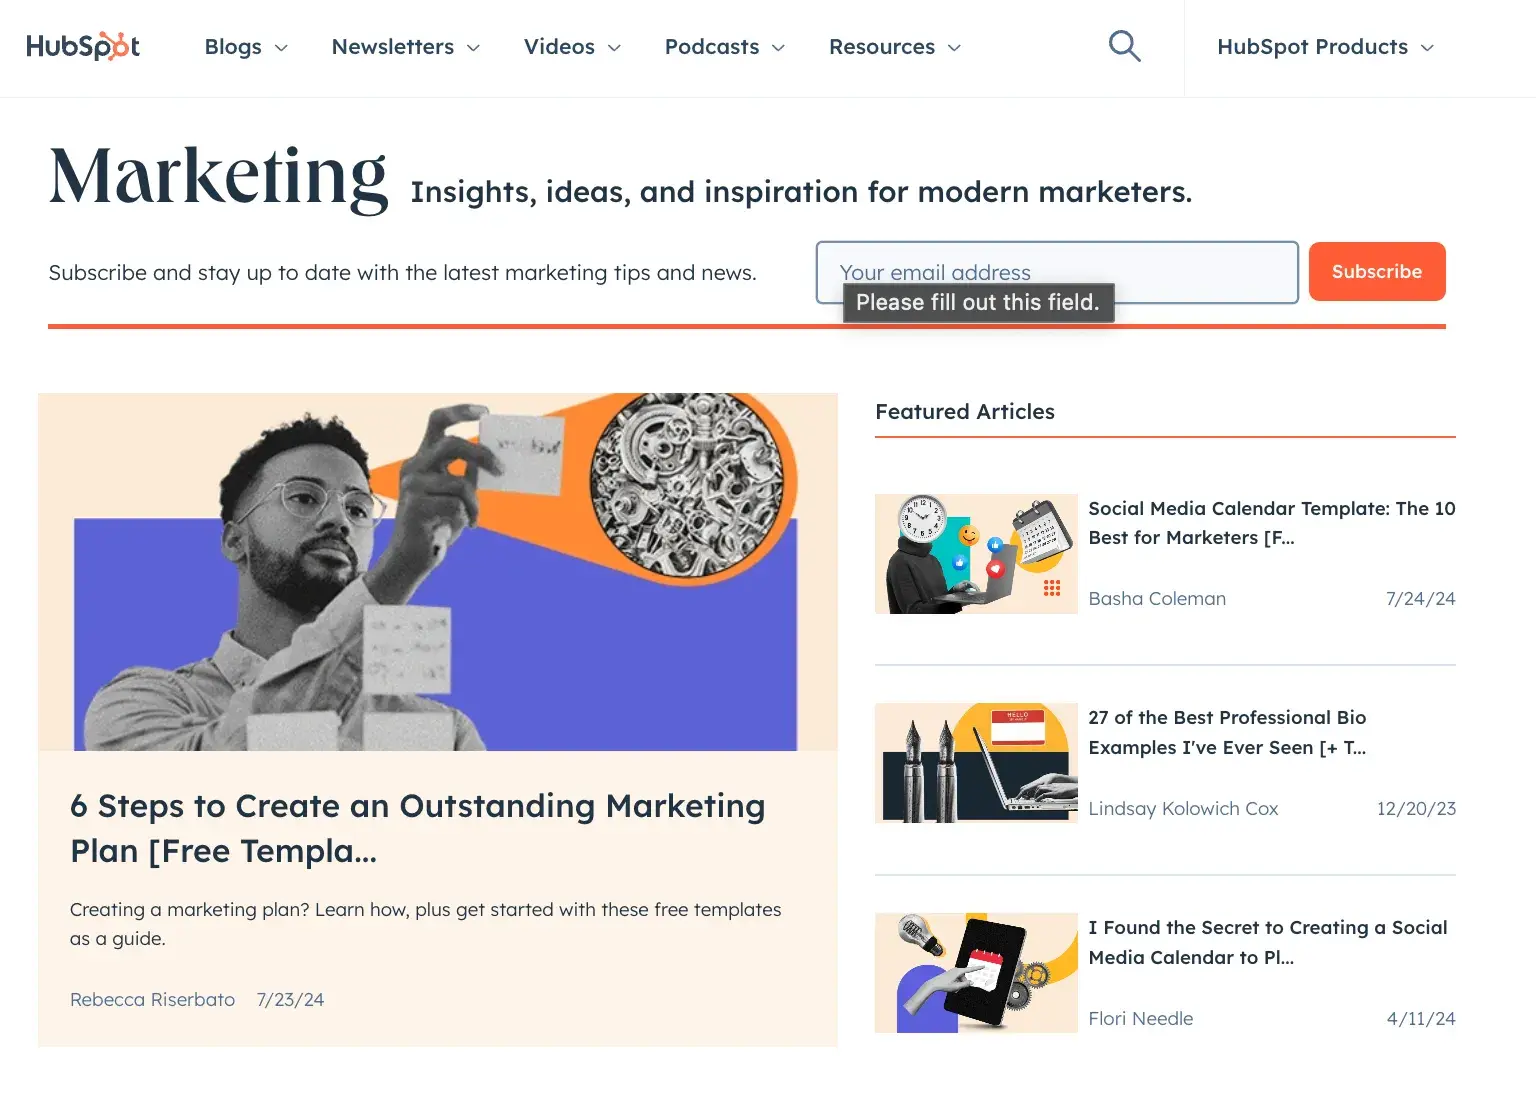 HubSpot
Blogs
Newsletters
Videos
Podcasts
Resources
HubSpot Products
Marketing
Insights, ideas, and inspiration for modern marketers.
Subscribe and stay up to date with the latest marketing tips and news.
Your email address
Subscribe
Please fill out this field.
6 Steps to Create an Outstanding Marketing
Plan [Free Templa...
Creating a marketing plan? Learn how, plus get started with these free templates
as a guide.
Rebecca Riserbato 7/23/24
Featured Articles
Social Media Calendar Template: The 10
Best for Marketers [F...
Basha Coleman 7/24/24
HELLO
27 of the Best Professional Bio
Examples I've Ever Seen [+ T...
Lindsay Kolowich Cox 12/20/23
I Found the Secret to Creating a Social
Media Calendar to Pl...
Flori Needle 4/11/24